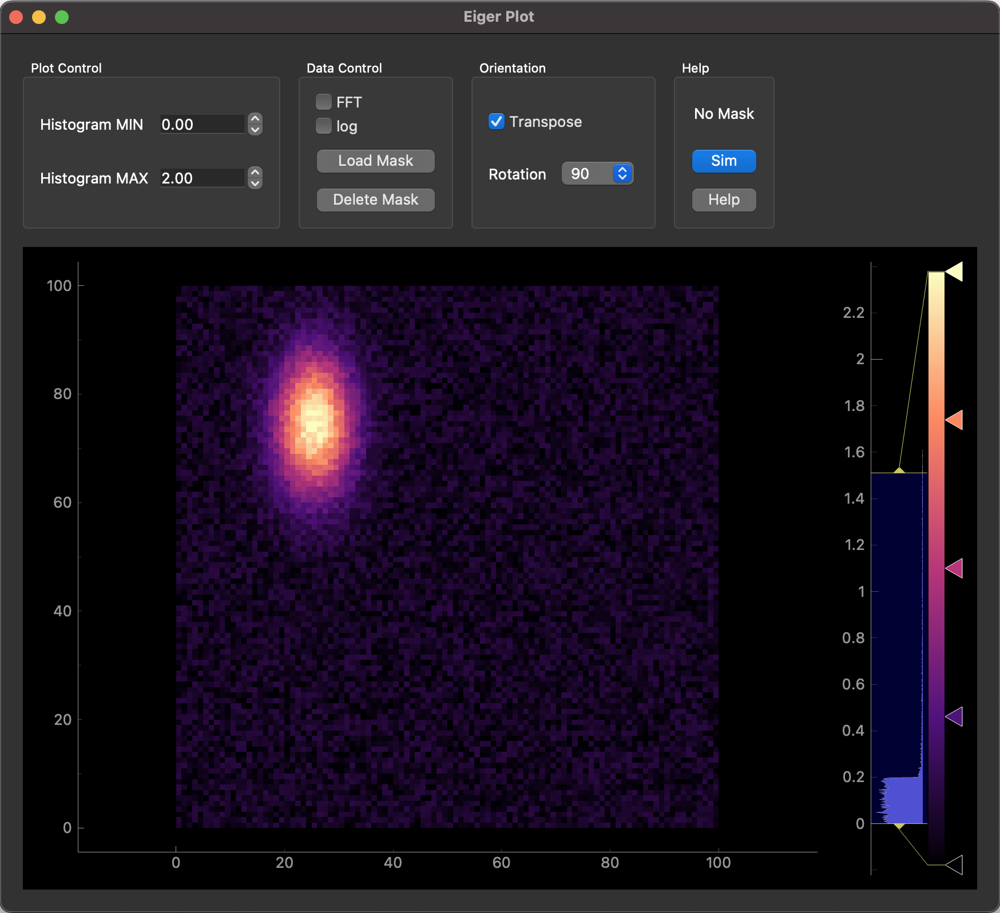 Eiger Plot
Plot Control
Histogram MIN 0.00
Histogram MAX 2.00
Data Control
FFT
log
Load Mask
Delete Mask
Orientation
Transpose
Rotation 90
Help
No Mask
Sim
Help
100
80
60
40
20
0
0 20 40 60 80 100
2.2
2
1.8
1.6
1.4
1.2
1
0.8
0.6
0.4
0.2
0